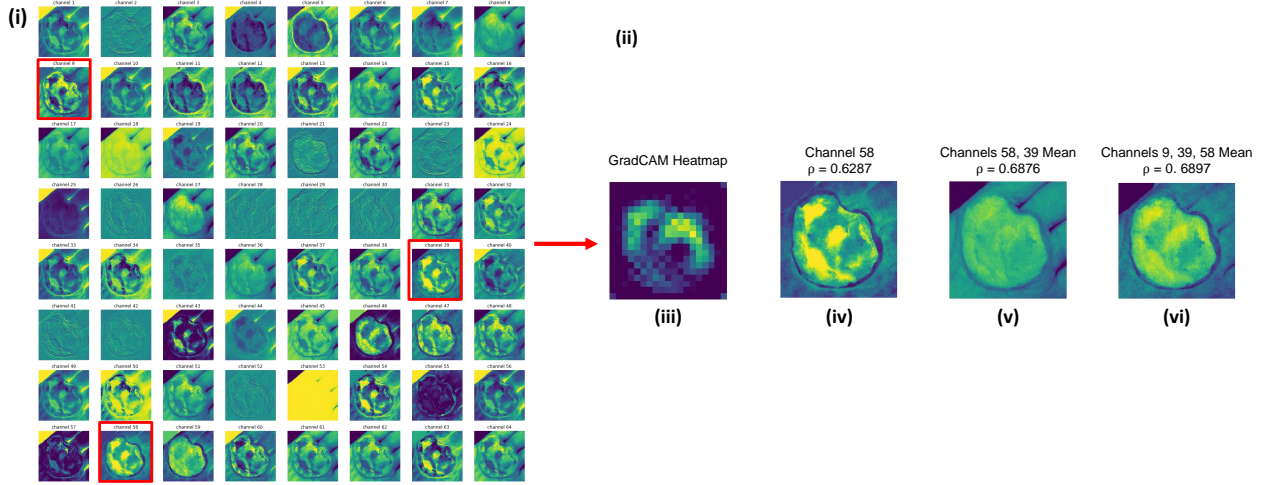 (i)
channel 1 channel 2 channel 3 channel 4 channel 5 channel 6 channel 7 channel 8
channel 9 channel 10 channel 11 channel 12 channel 13 channel 14 channel 15 channel 16
channel 17 channel 18 channel 19 channel 20 channel 21 channel 22 channel 23 channel 24
channel 25 channel 26 channel 27 channel 28 channel 29 channel 30 channel 31 channel 32
channel 33 channel 34 channel 35 channel 36 channel 37 channel 38 channel 39 channel 40
channel 41 channel 42 channel 43 channel 44 channel 45 channel 46 channel 47 channel 48
channel 49 channel 50 channel 51 channel 52 channel 53 channel 54 channel 55 channel 56
channel 57 channel 58 channel 59 channel 60 channel 61 channel 62 channel 63 channel 64
(ii)
GradCAM Heatmap
(iii)
Channel 58
ρ = 0.6287
(iv)
Channels 58, 39 Mean
ρ = 0.6876
(v)
Channels 9, 39, 58 Mean
ρ = 0. 6897
(vi)